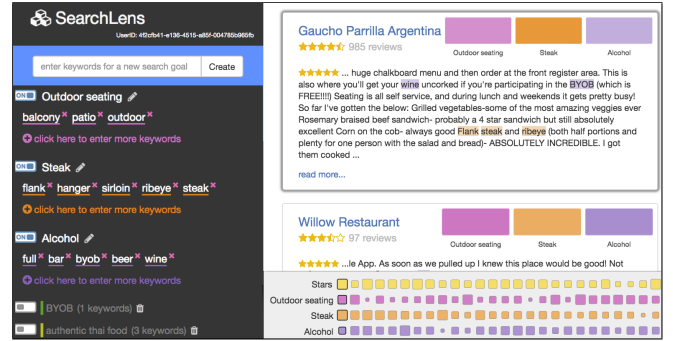 SearchLens
UserID: 4f2cfb41-e136-4515-a85f-004785b965fb
enter keywords for a new search goal Create
ON Outdoor seating
balcony × patio × outdoor ×
click here to enter more keywords
ON Steak
flank × hanger × sirloin × ribeye × steak ×
click here to enter more keywords
ON Alcohol
full × bar × byob × beer × wine ×
click here to enter more keywords
BYOB (1 keywords)
authentic thai food (3 keywords)
Gaucho Parrilla Argentina
985 reviews
Outdoor seating Steak Alcohol
... huge chalkboard menu and then order at the front register area. This is
also where you'll get your wine uncorked if you're participating in the BYOB (which is
FREE!!!!) Seating is all self service, and during lunch and weekends it gets pretty busy!
So far I've gotten the below: Grilled vegetables-some of the most amazing veggies ever
Rosemary braised beef sandwich- probably a 4 star sandwich but still absolutely
excellent Corn on the cob- always good Flank steak and ribeye (both half portions and
plenty for one person with the salad and bread)- ABSOLUTELY INCREDIBLE. I got
them cooked ...
read more...
Willow Restaurant
97 reviews
Outdoor seating Steak Alcohol
...le App. As soon as we pulled up I knew this place would be good! Not
Stars
Outdoor seating
Steak
Alcohol